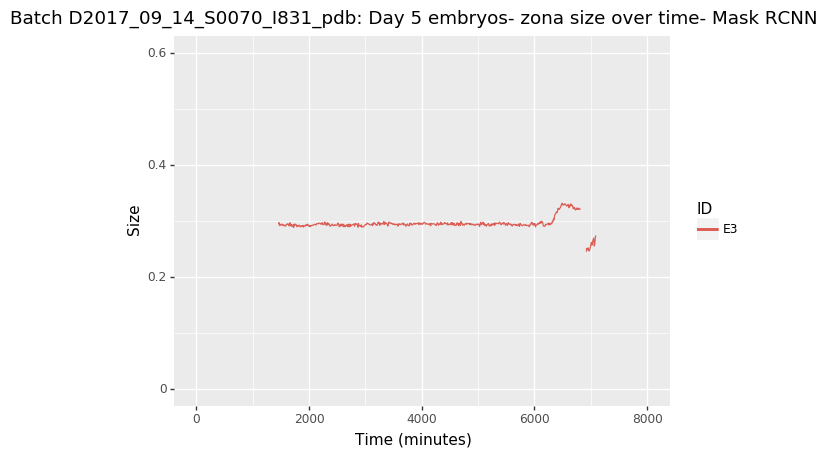 Batch D2017_09_14_S0070_I831_pdb: Day 5 embryos- zona size over time- Mask RCNN
0.6
0.4
0.2
0
Size
0 2000 4000 6000 8000
Time (minutes)
ID
E3